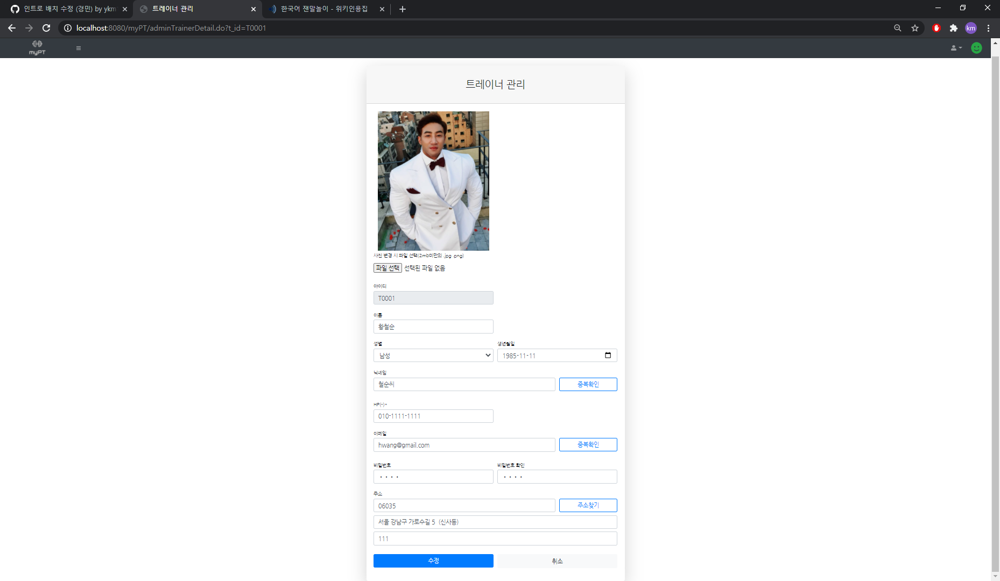 인트로 배치 수정 (경민) by ykm
트레이너 관리
한국어 잰말놀이 - 위키인용집
localhost:8080/myPT/adminTrainerDetail.do?t_id=T0001
km
myPT
트레이너 관리
사진 변경 시 파일 선택(2mb미만의 .jpg .png)
파일 선택 선택된 파일 없음
아이디
T0001
이름
황철순
성별 생년월일
남성 1985-11-11
닉네임
철순씨 중복확인
HP(-)*
010-1111-1111
이메일
hwang@gmail.com 중복확인
비밀번호 비밀번호 확인
주소
06035 주소찾기
서울 강남구 가로수길 5 (신사동)
111
수정 취소